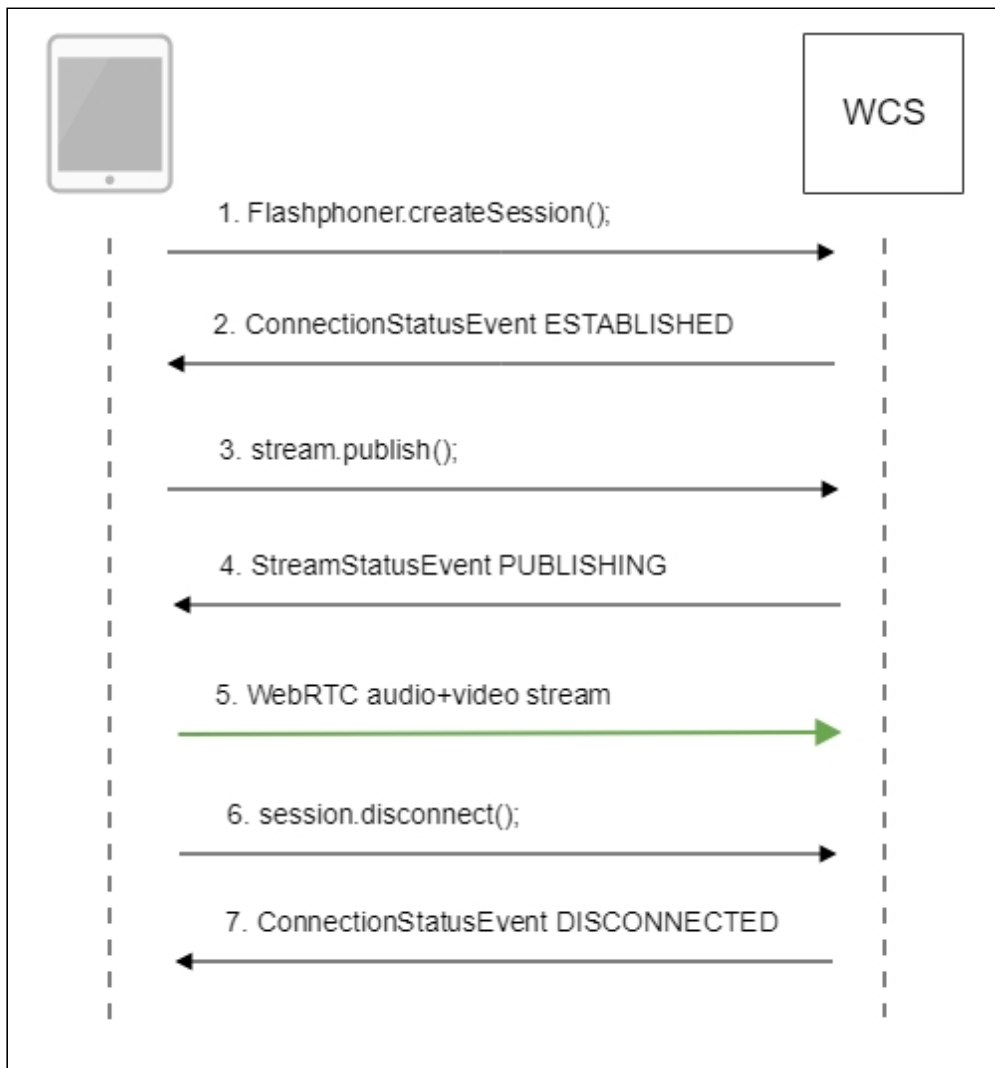 WCS
1. Flashphoner.createSession();
2. ConnectionStatusEvent ESTABLISHED
3. stream.publish();
4. StreamStatusEvent PUBLISHING
5. WebRTC audio+video stream
6. session.disconnect();
7. ConnectionStatusEvent DISCONNECTED